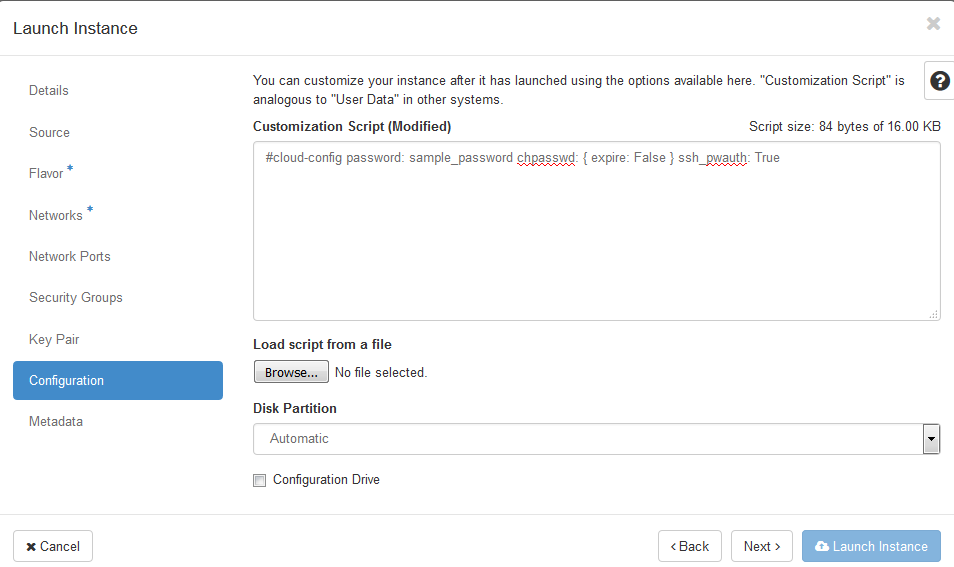 Launch Instance
Details
Source
Flavor *
Networks *
Network Ports
Security Groups
Key Pair
Configuration
Metadata
You can customize your instance after it has launched using the options available here. "Customization Script" is
analogous to "User Data" in other systems.
Customization Script (Modified) Script size: 84 bytes of 16.00 KB
#cloud-config password: sample_password chpasswd: { expire: False } ssh_pwauth: True
Load script from a file
Browse... No file selected.
Disk Partition
Automatic
Configuration Drive
Cancel
< Back
Next >
Launch Instance